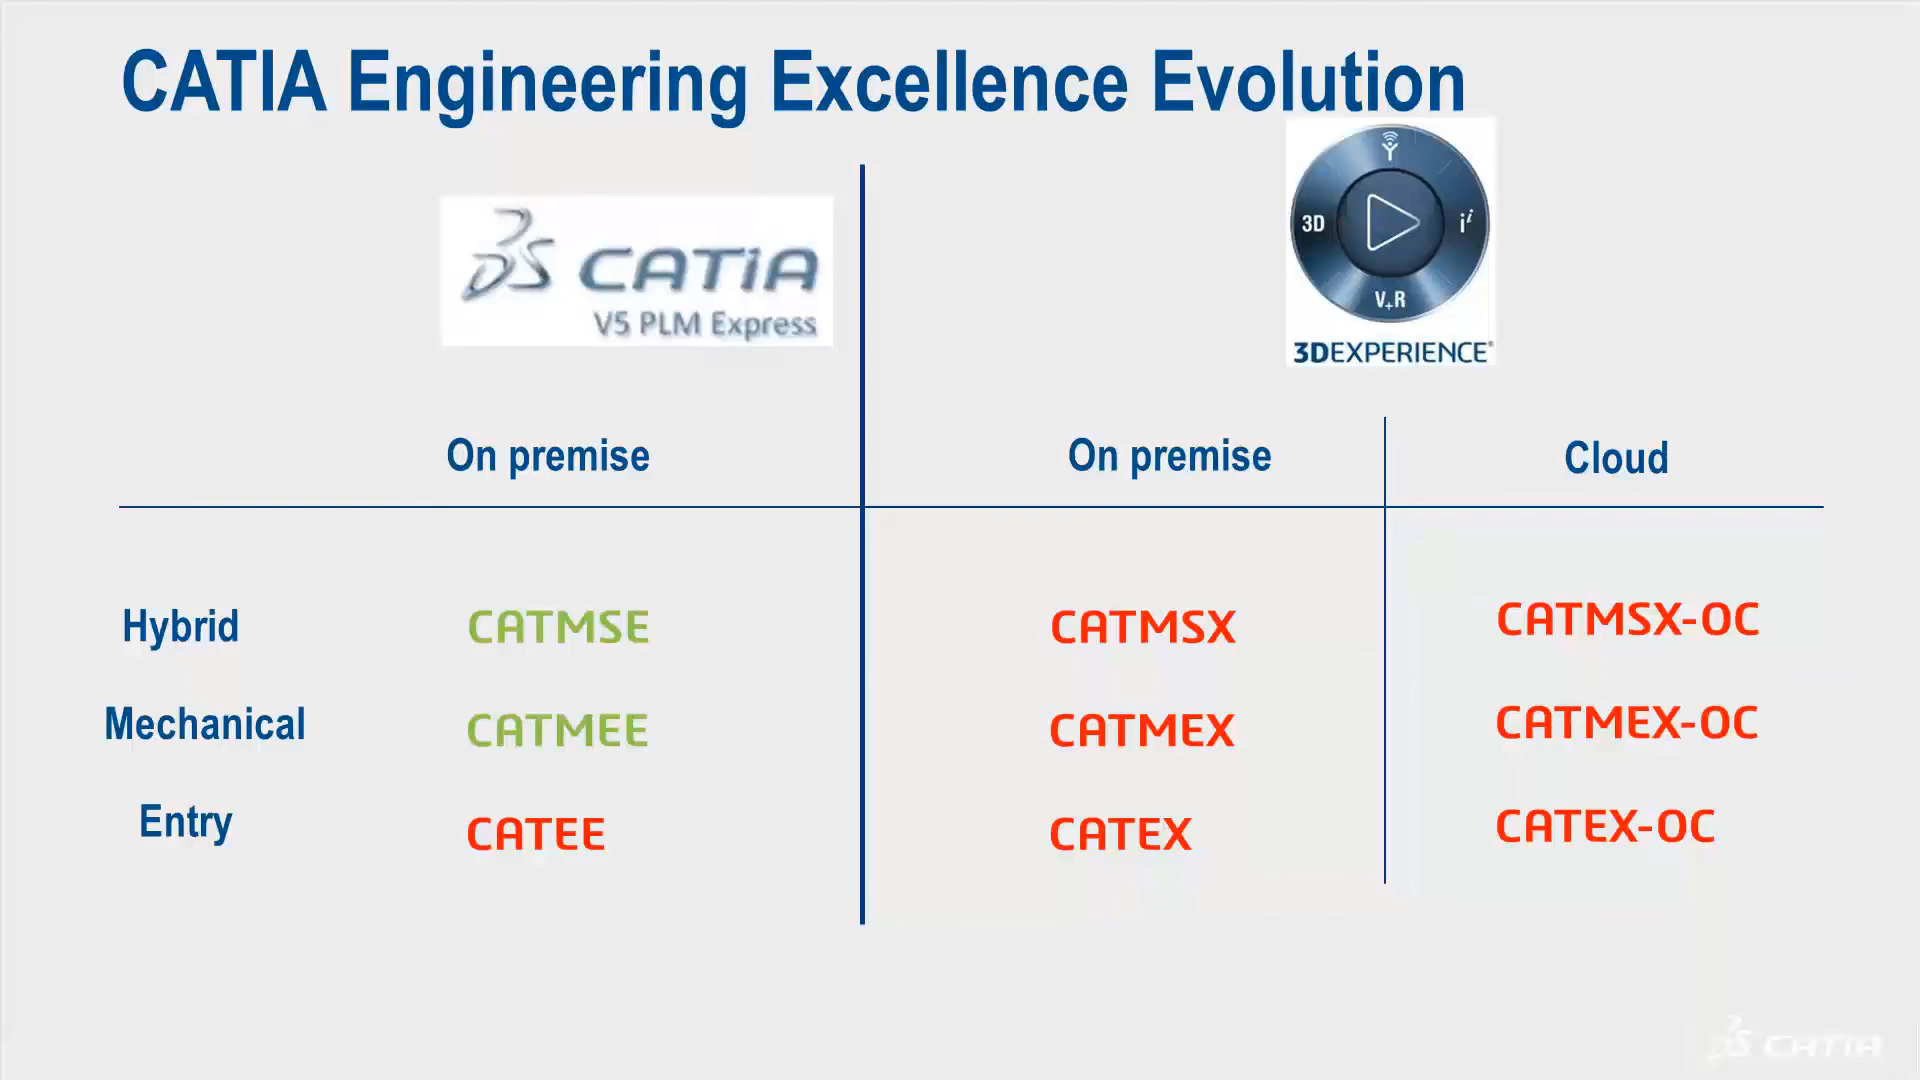 CATIA Engineering Excellence Evolution
3D
V+R
3DEXPERIENCE®
CATIA
V5 PLM Express
On premise
On premise
Cloud
Hybrid
CATMSE
CATMSX
CATMSX-OC
Mechanical
CATMEE
CATMEX
CATMEX-OC
Entry
CATEE
CATEX
CATEX-OC
CATIA